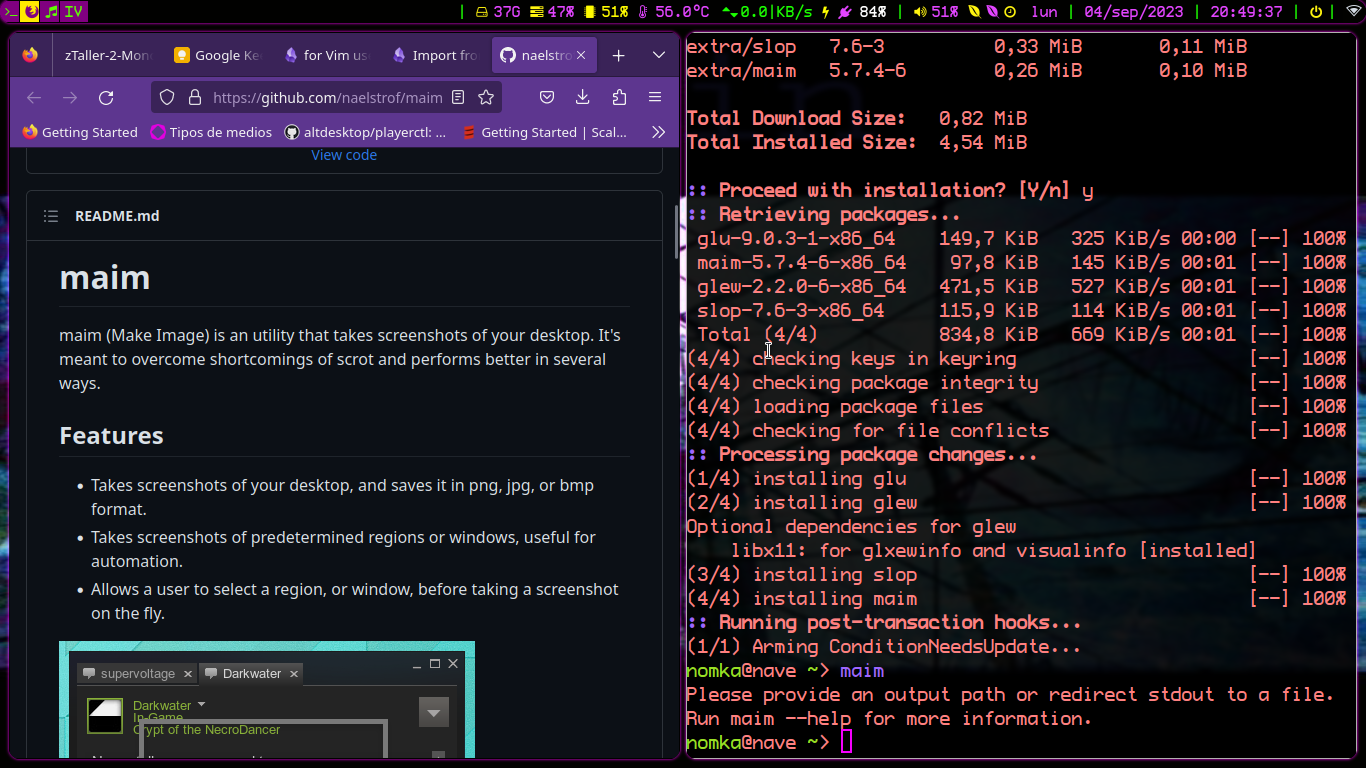 IV
37G 47% 51% 56.0°C 0.0|KB/s 84% | 51% | lun | 04/sep/2023 | 20:49:37 |
zTaller-2-Mon
Google Ke
for Vim us
Import fro
naelstro
https://github.com/naelstrof/maim
Getting Started
Tipos de medios
altdesktop/playerctl: ...
Getting Started | Scal...
View code
README.md
maim
maim (Make Image) is an utility that takes screenshots of your desktop. It's
meant to overcome shortcomings of scrot and performs better in several
ways.
Features
• Takes screenshots of your desktop, and saves it in png, jpg, or bmp
format.
• Takes screenshots of predetermined regions or windows, useful for
automation.
• Allows a user to select a region, or window, before taking a screenshot
on the fly.
supervoltage
Darkwater
Darkwater
In-Game
Crypt of the NecroDancer
extra/slop 7.6-3 0,33 MiB 0,11 MiB
extra/maim 5.7.4-6 0,26 MiB 0,10 MiB
Total Download Size: 0,82 MiB
Total Installed Size: 4,54 MiB
:: Proceed with installation? [Y/n] y
:: Retrieving packages...
glu-9.0.3-1-x86_64 149,7 KiB 325 KiB/s 00:00 [--] 100%
maim-5.7.4-6-x86_64 97,8 KiB 145 KiB/s 00:01 [--] 100%
glew-2.2.0-6-x86_64 471,5 KiB 527 KiB/s 00:01 [--] 100%
slop-7.6-3-x86_64 115,9 KiB 114 KiB/s 00:01 [--] 100%
Total (4/4) 834,8 KiB 669 KiB/s 00:01 [--] 100%
(4/4) checking keys in keyring [--] 100%
(4/4) checking package integrity [--] 100%
(4/4) loading package files [--] 100%
(4/4) checking for file conflicts [--] 100%
:: Processing package changes...
(1/4) installing glu [--] 100%
(2/4) installing glew [--] 100%
Optional dependencies for glew
libx11: for glxewinfo and visualinfo [installed]
(3/4) installing slop [--] 100%
(4/4) installing maim [--] 100%
:: Running post-transaction hooks...
(1/1) Arming ConditionNeedsUpdate...
nomka@nave ~> maim
Please provide an output path or redirect stdout to a file.
Run maim --help for more information.
nomka@nave ~>